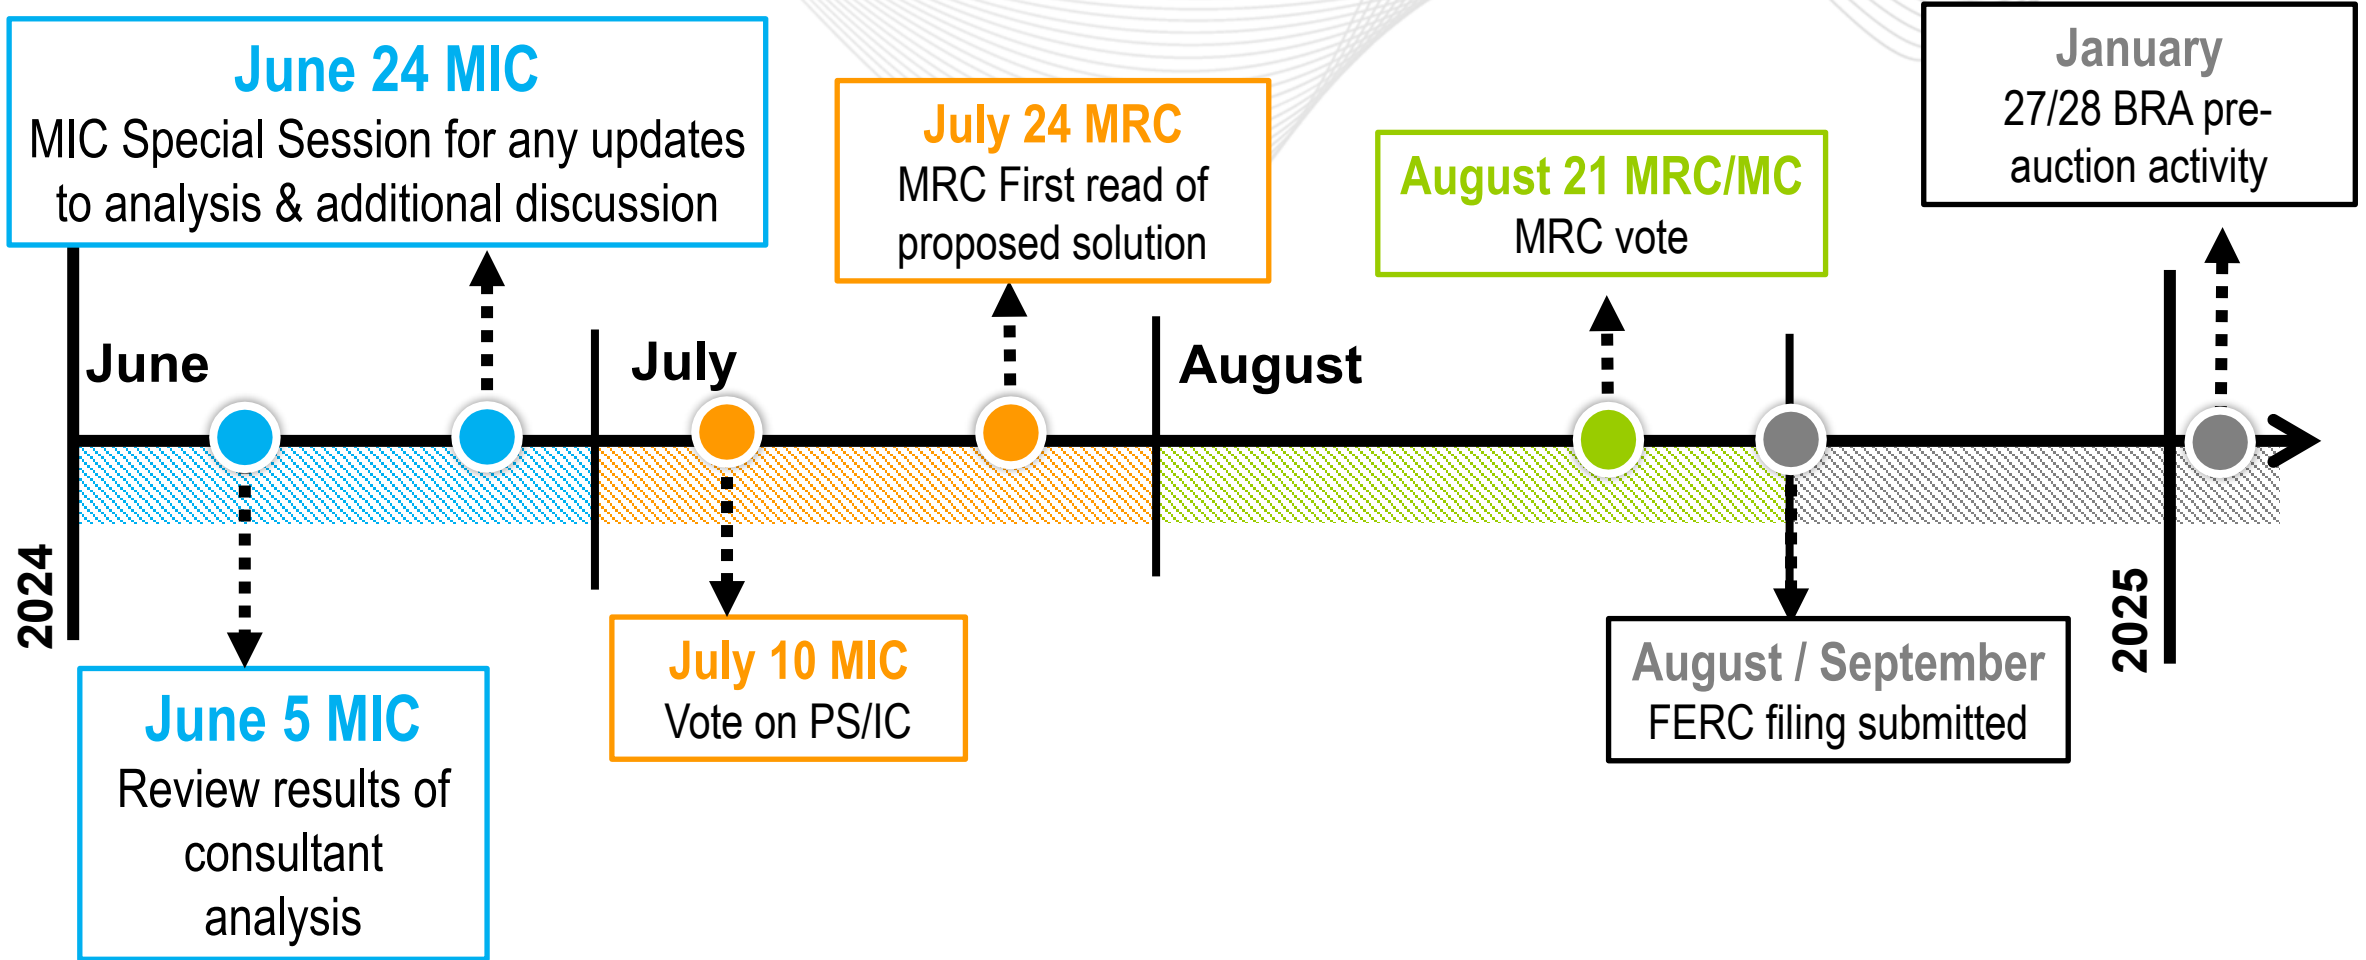 June 24 MIC
MIC Special Session for any updates
to analysis & additional discussion
July 24 MRC
MRC First read of
proposed solution
August 21 MRC/MC
MRC vote
January
27/28 BRA pre-
auction activity
June
July
August
2024
2025
June 5 MIC
Review results of
consultant
analysis
July 10 MIC
Vote on PS/IC
August / September
FERC filing submitted